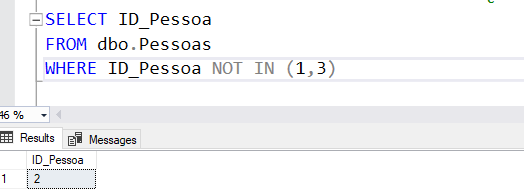 SELECT ID_Pessoa
FROM dbo.Pessoas
WHERE ID_Pessoa NOT IN (1,3)
46 %
Results Messages
ID_Pessoa
1 2